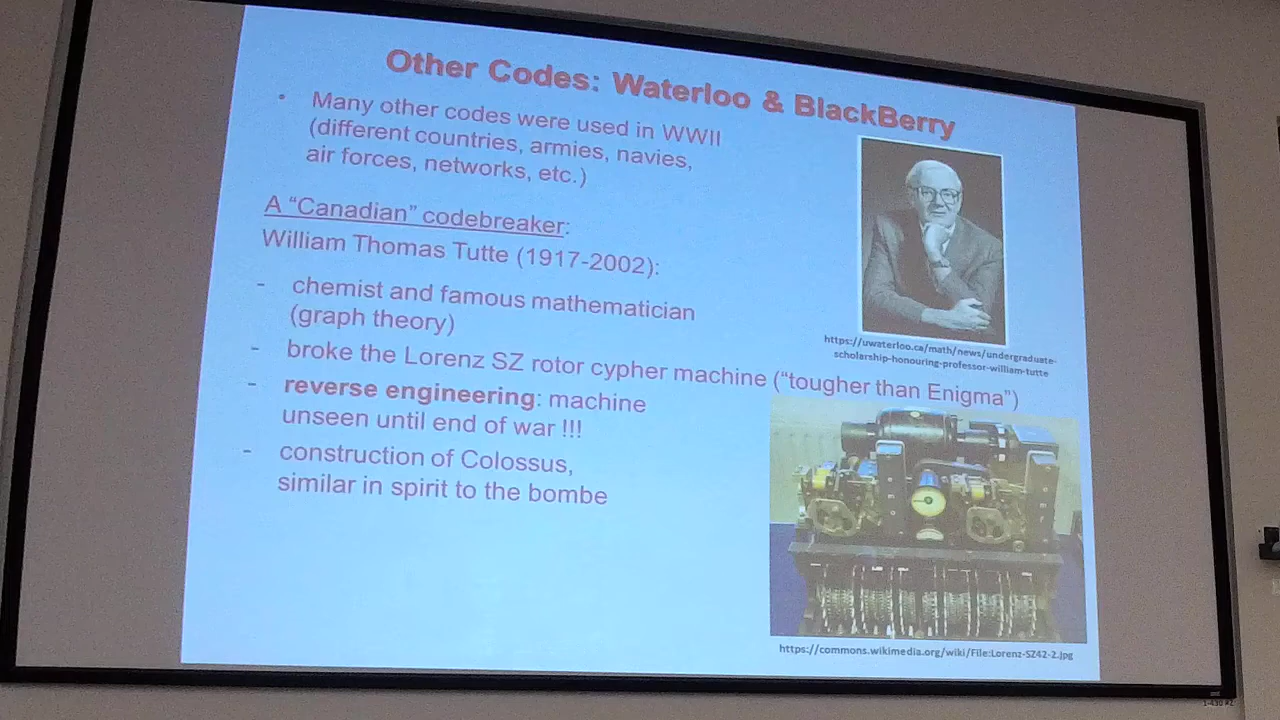 Other Codes: Waterloo & BlackBerry
• Many other codes were used in WWII
(different countries, armies, navies,
air forces, networks, etc.)
A “Canadian” codebreaker:
William Thomas Tutte (1917-2002):
- chemist and famous mathematician
(graph theory)
https://uwaterloo.ca/math/news/undergraduate-
scholarship-honouring-professor-william-tutte
- broke the Lorenz SZ rotor cypher machine (“tougher than Enigma”)
- reverse engineering: machine
unseen until end of war !!!
- construction of Colossus,
similar in spirit to the bombe
https://commons.wikimedia.org/wiki/File:Lorenz-SZ42-2.jpg